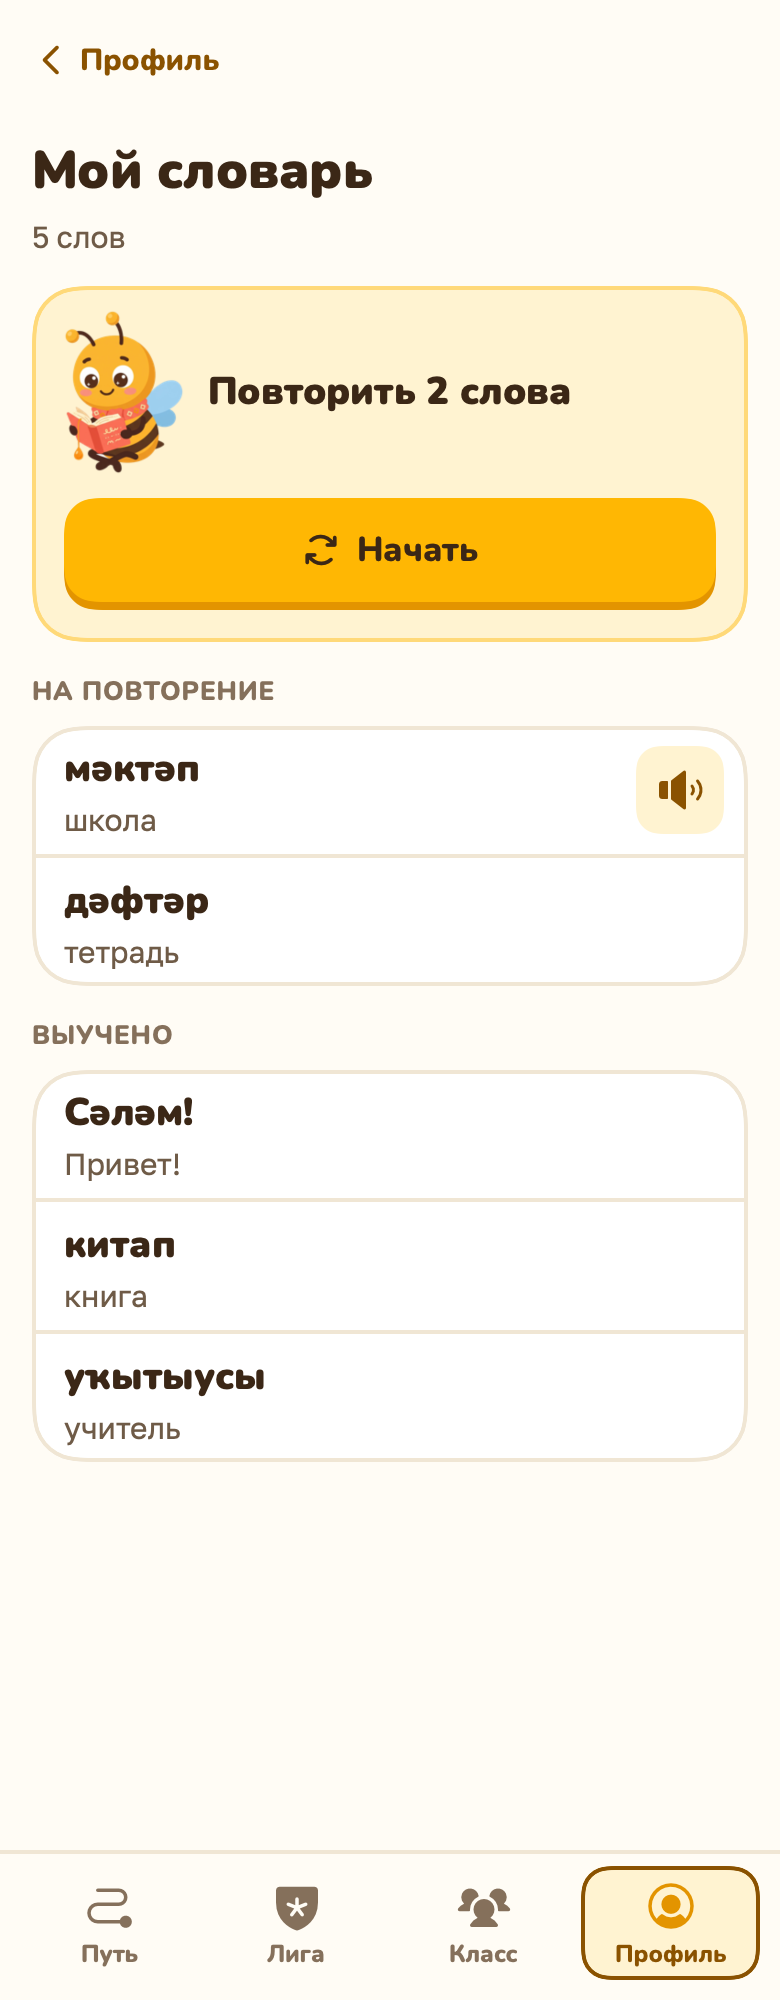 Профиль
Мой словарь
5 слов
Повторить 2 слова
Начать
НА ПОВТОРЕНИЕ
мәктәп
школа
дәфтәр
тетрадь
ВЫУЧЕНО
Сәләм!
Привет!
китап
книга
уҡытыусы
учитель
Путь
Лига
Класс
Профиль